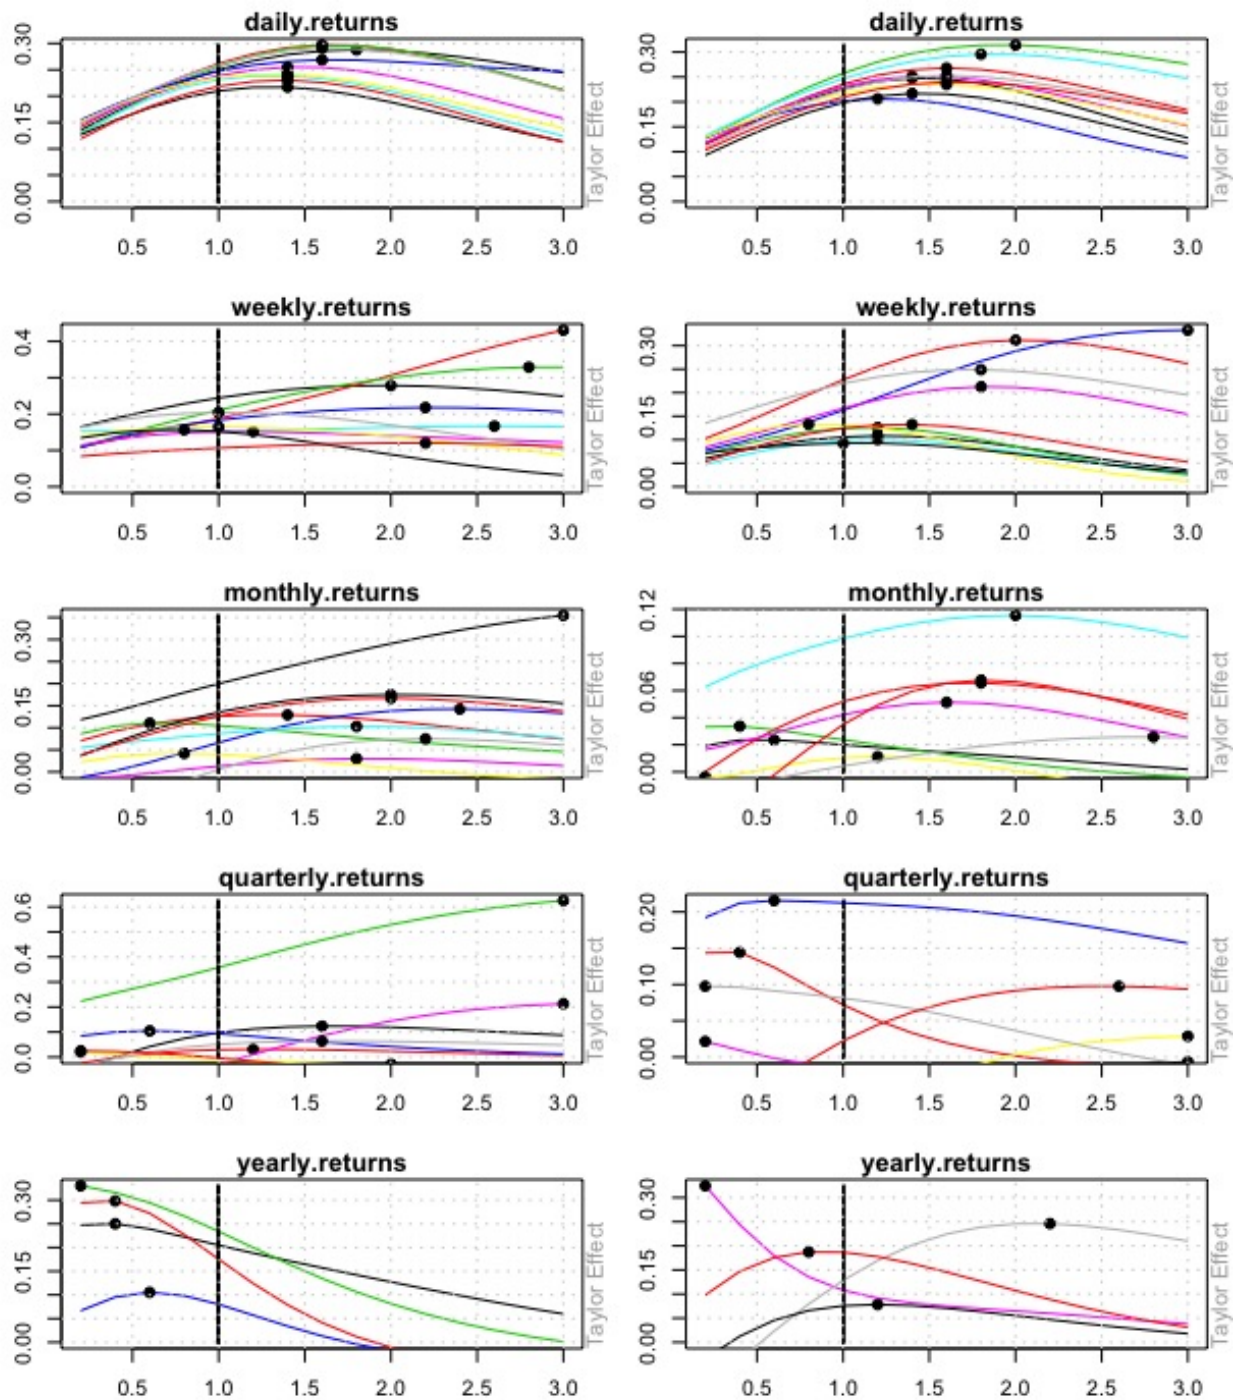 daily.returns
0.00 0.15 0.30
Taylor Effect
0.5 1.0 1.5 2.0 2.5 3.0
daily.returns
0.00 0.15 0.30
Taylor Effect
0.5 1.0 1.5 2.0 2.5 3.0
weekly.returns
0.0 0.2 0.4
Taylor Effect
0.5 1.0 1.5 2.0 2.5 3.0
weekly.returns
0.00 0.15 0.30
Taylor Effect
0.5 1.0 1.5 2.0 2.5 3.0
monthly.returns
0.00 0.15 0.30
Taylor Effect
0.5 1.0 1.5 2.0 2.5 3.0
monthly.returns
0.00 0.06 0.12
Taylor Effect
0.5 1.0 1.5 2.0 2.5 3.0
quarterly.returns
0.0 0.2 0.4 0.6
Taylor Effect
0.5 1.0 1.5 2.0 2.5 3.0
quarterly.returns
0.00 0.10 0.20
Taylor Effect
0.5 1.0 1.5 2.0 2.5 3.0
yearly.returns
0.00 0.15 0.30
Taylor Effect
0.5 1.0 1.5 2.0 2.5 3.0
yearly.returns
0.00 0.15 0.30
Taylor Effect
0.5 1.0 1.5 2.0 2.5 3.0